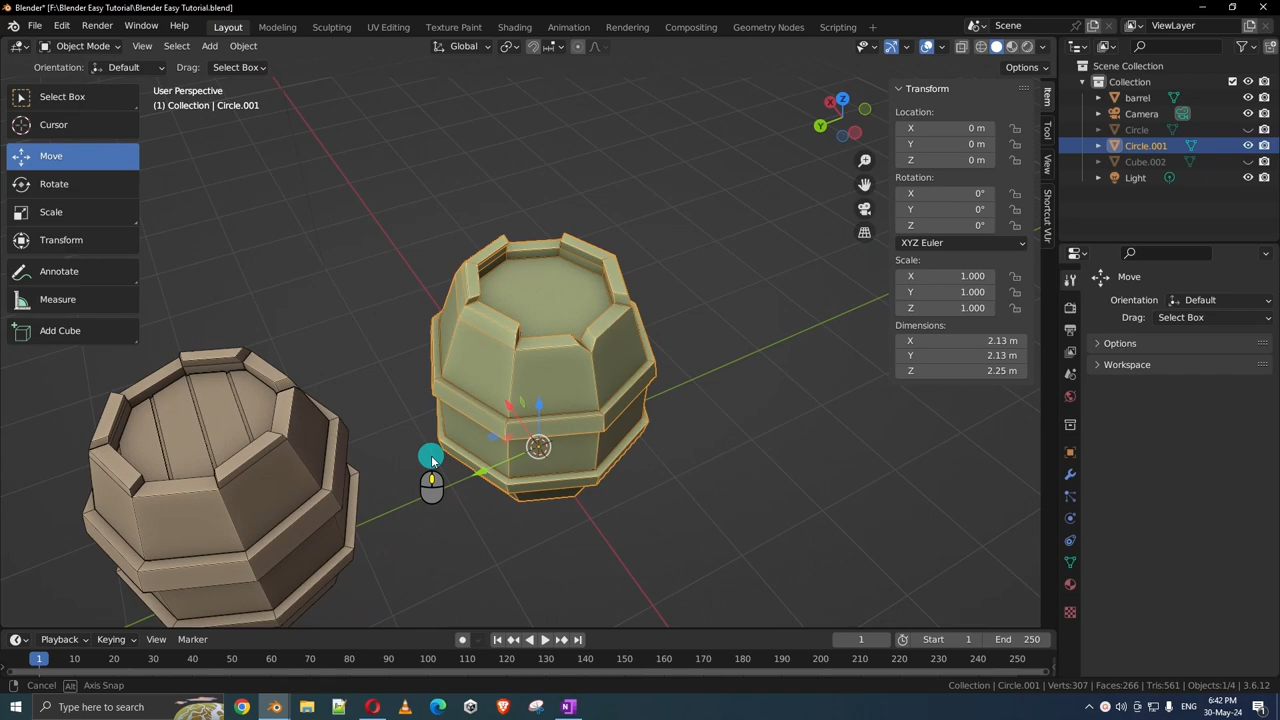 Blender* [F:\Blender Easy Tutorial\Blender Easy Tutorial.blend]
File Edit Render Window Help Layout Modeling Sculpting UV Editing Texture Paint Shading Animation Rendering Compositing Geometry Nodes Scripting + Scene ViewLayer
Object Mode View Select Add Object Global
Orientation: Default Drag: Select Box Options
Select Box
Cursor
Move
Rotate
Scale
Transform
Annotate
Measure
Add Cube
User Perspective
(1) Collection | Circle.001
X
Y
Z
Transform
Location:
X 0 m
Y 0 m
Z 0 m
Rotation:
X 0°
Y 0°
Z 0°
XYZ Euler
Scale:
X 1.000
Y 1.000
Z 1.000
Dimensions:
X 2.13 m
Y 2.13 m
Z 2.25 m
Item
Tool
View
Shortcut VUr
Scene Collection
Collection
barrel
Camera
Circle
Circle.001
Cube.002
Light
Move
Orientation Default
Drag: Select Box
Options
Workspace
Playback Keying View Marker 1 Start 1 End 250
1 10 20 30 40 50 60 70 80 90 100 110 120 130 140 150 160 170 180 190 200 210 220 230 240 250
Cancel Alt Axis Snap Collection | Circle.001 | Verts:307 | Faces:266 | Tris:561 | Objects:1/4 | 3.6.12
Type here to search
6:42 PM
30-May-24